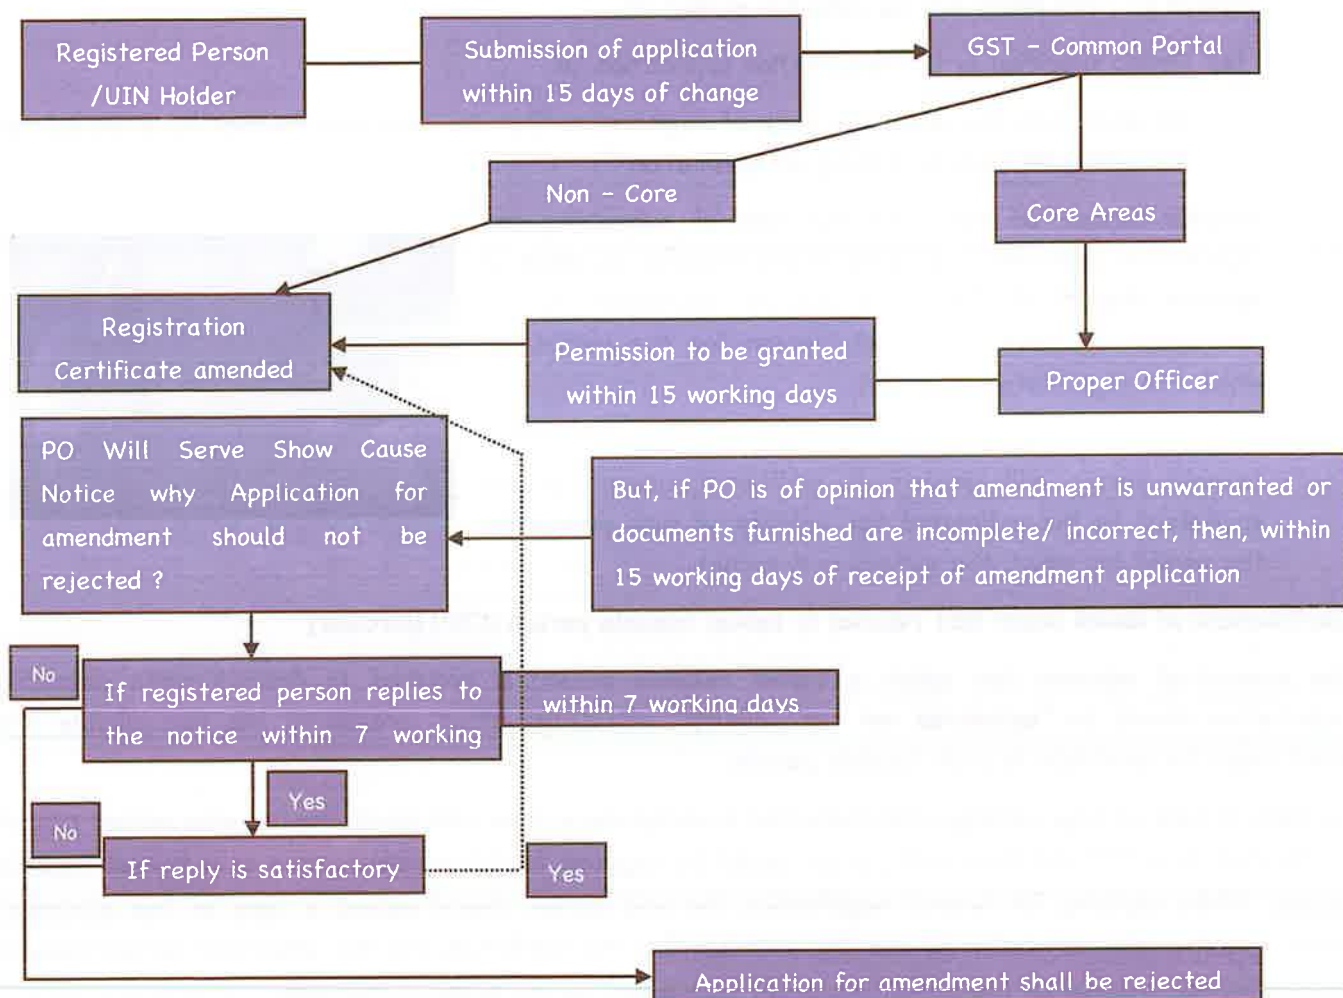 Registered Person
/UIN Holder
Submission of application
within 15 days of change
GST – Common Portal
Non – Core
Core Areas
Registration
Certificate amended
Permission to be granted
within 15 working days
Proper Officer
PO Will Serve Show Cause
Notice why Application for
amendment should not be
rejected ?
But, if PO is of opinion that amendment is unwarranted or
documents furnished are incomplete/ incorrect, then, within
15 working days of receipt of amendment application
No
If registered person replies to
the notice within 7 working
within 7 working days
Yes
No
If reply is satisfactory
Yes
Application for amendment shall be rejected